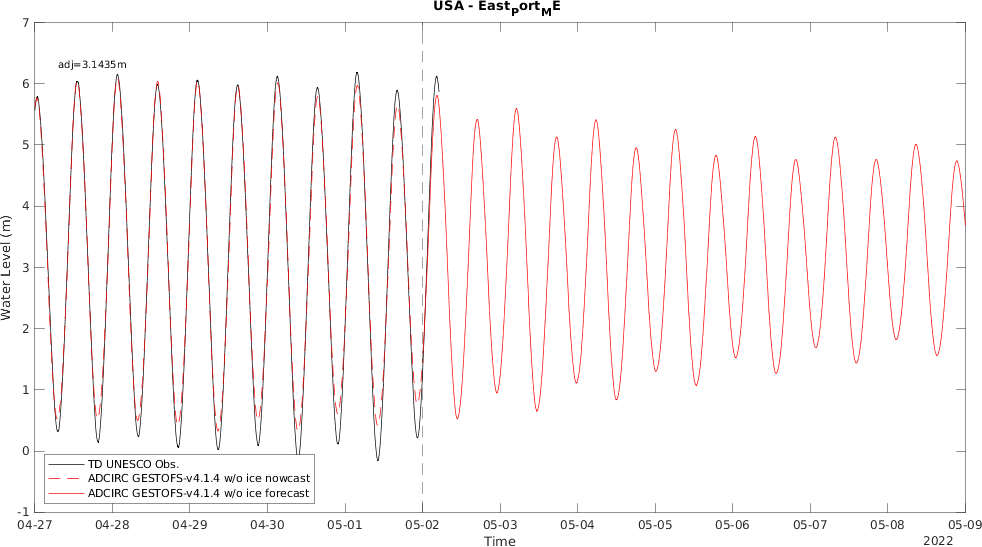 USA - EastPortME
7
adj=3.1435m
6
5
4
3
2
1
0
-1
Water Level (m)
TD UNESCO Obs.
ADCIRC GESTOFS-v4.1.4 w/o ice nowcast
ADCIRC GESTOFS-v4.1.4 w/o ice forecast
04-27 04-28 04-29 04-30 05-01 05-02 05-03 05-04 05-05 05-06 05-07 05-08 05-09
Time
2022